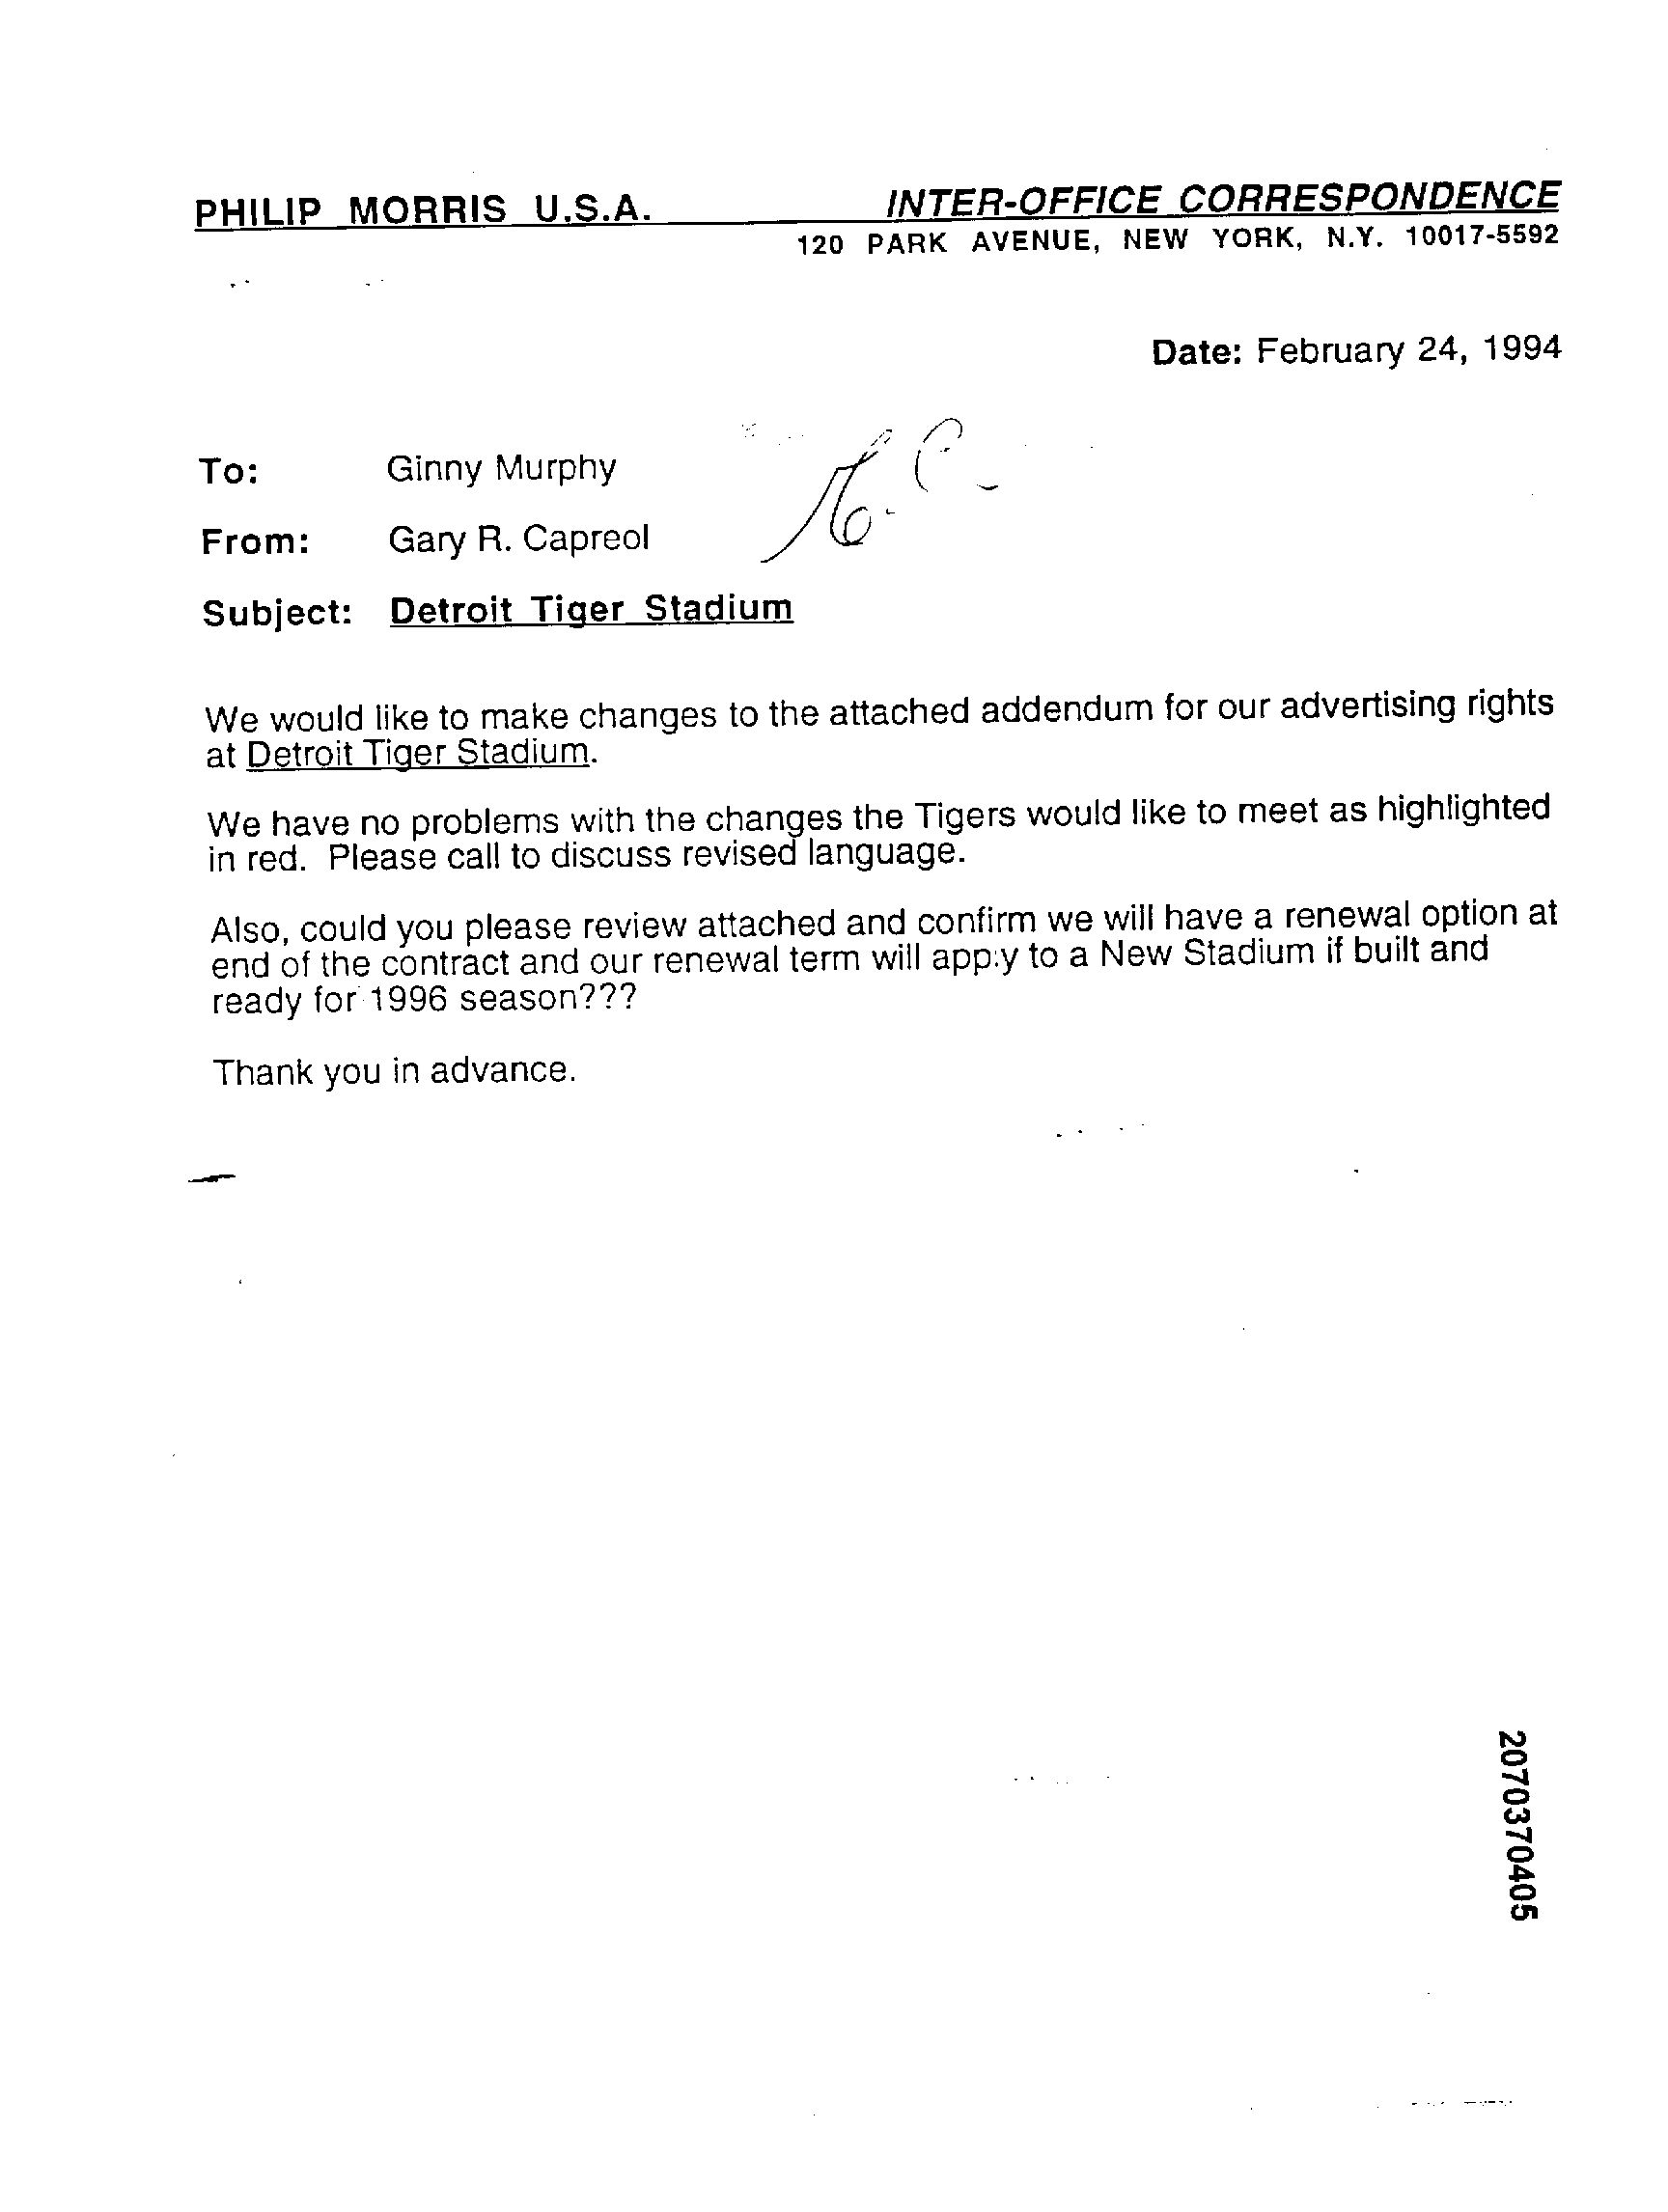 PHILIP MORRIS U.S.A. INTER-OFFICE CORRESPONDENCE
120 PARK AVENUE, NEW YORK, N.Y. 10017-5592
Date: February 24, 1994
To: Ginny Murphy
From: Gary R. Capreol
Subject: Detroit Tiger Stadium
We would like to make changes to the attached addendum for our advertising rights
at Detroit Tiger Stadium.
We have no problems with the changes the Tigers would like to meet as highlighted
in red. Please call to discuss revised language.
Also, could you please review attached and confirm we will have a renewal option at
end of the contract and our renewal term will apply to a New Stadium if built and
ready for 1996 season???
Thank you in advance.
2070370405